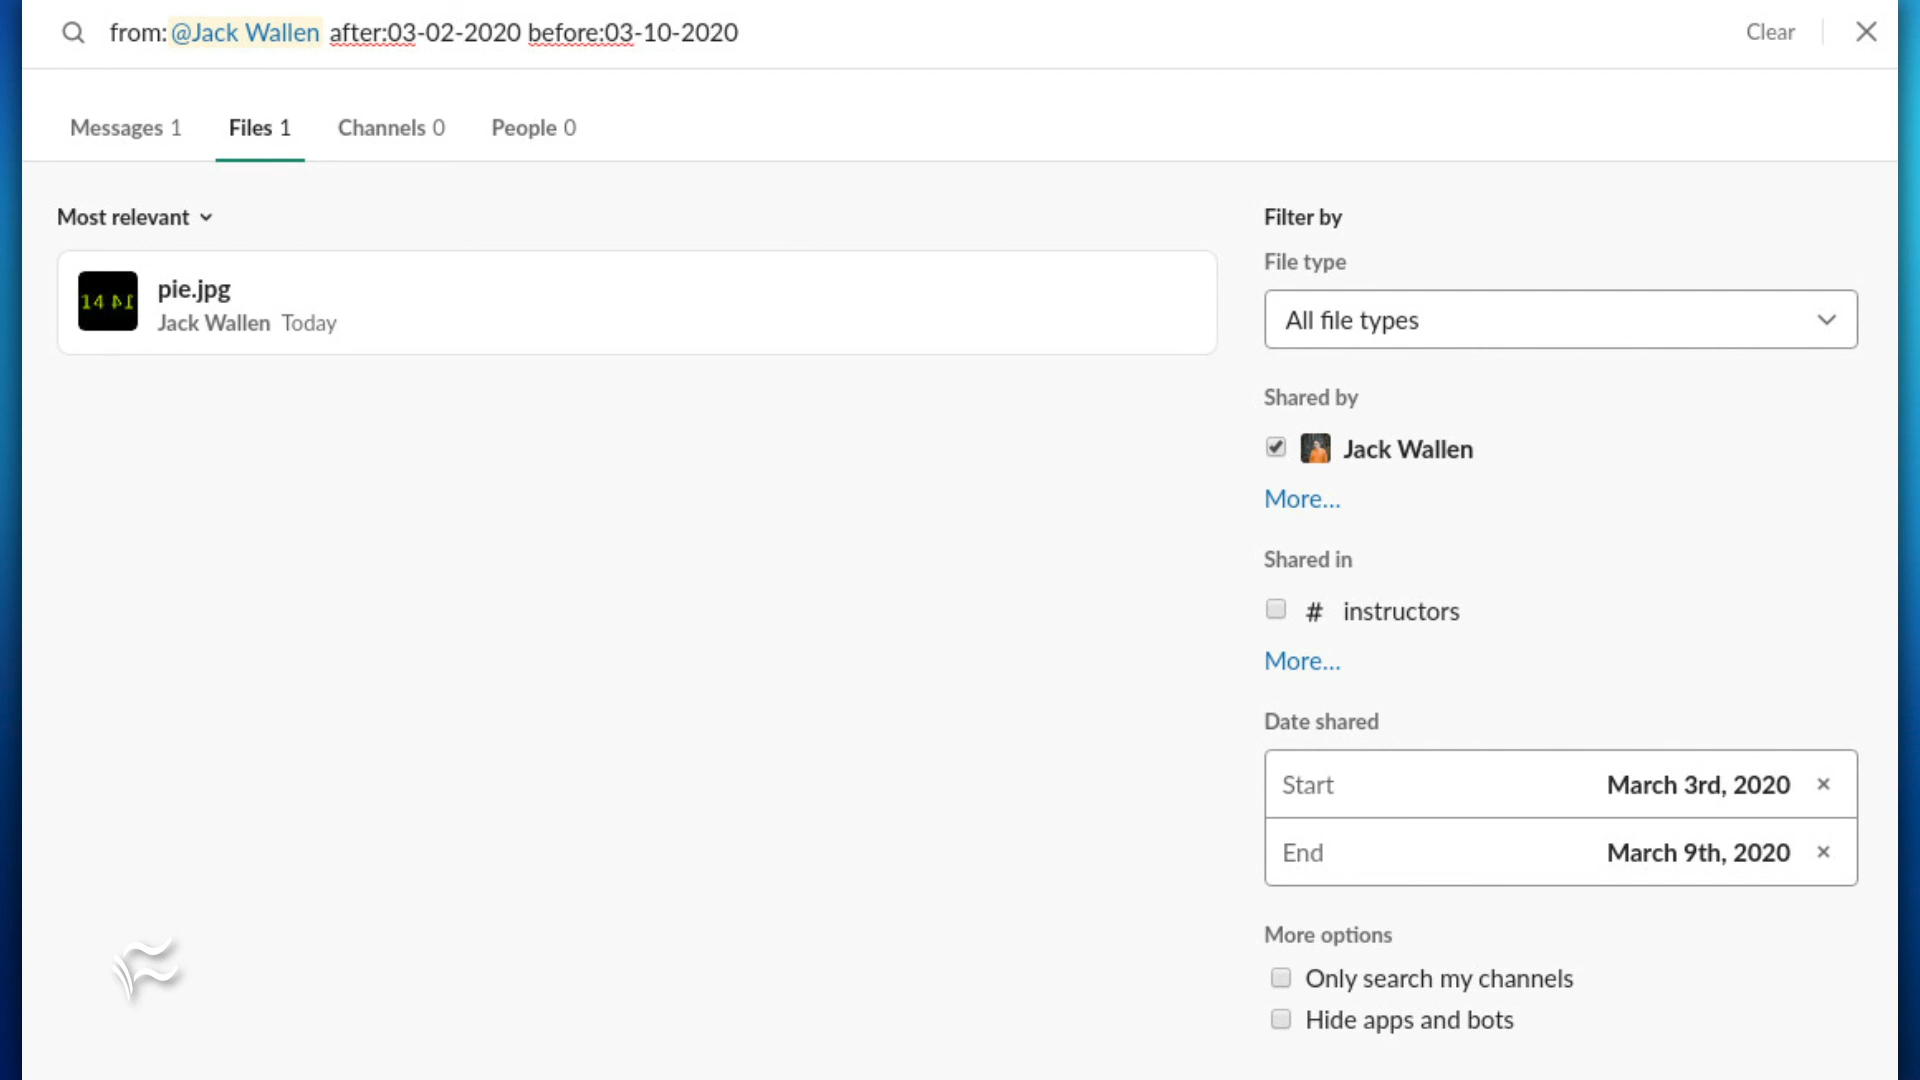 from:@Jack Wallen after:03-02-2020 before:03-10-2020
Clear
Messages 1 Files 1 Channels 0 People 0
Most relevant
pie.jpg
Jack Wallen Today
Filter by
File type
All file types
Shared by
Jack Wallen
More...
Shared in
# instructors
More...
Date shared
Start March 3rd, 2020 ×
End March 9th, 2020 ×
More options
Only search my channels
Hide apps and bots